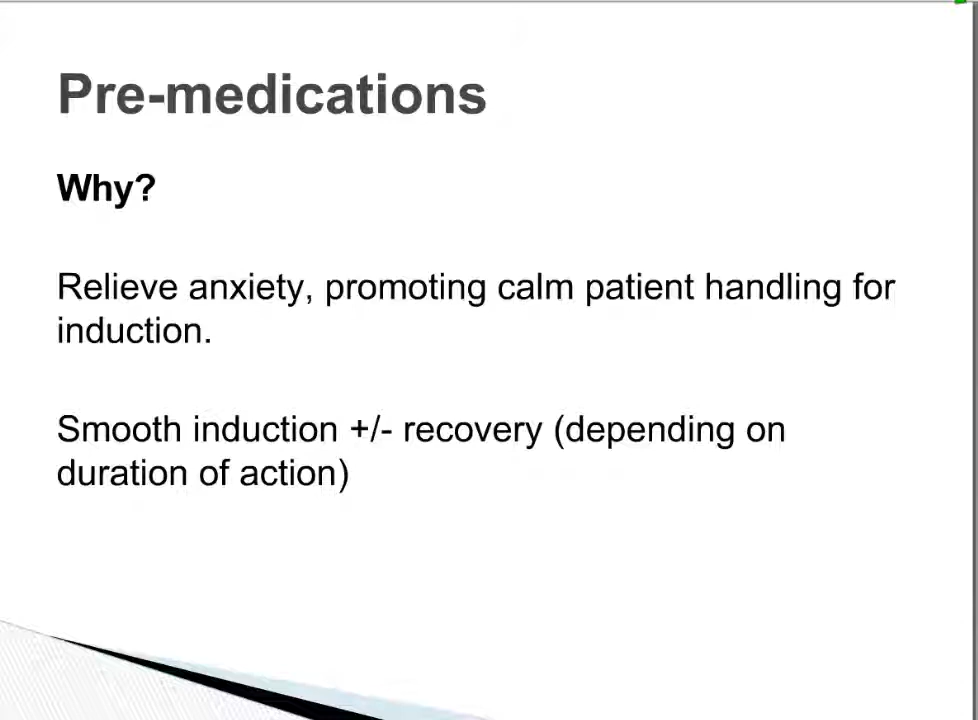 Pre-medications
Why?
Relieve anxiety, promoting calm patient handling for
induction.
Smooth induction +/- recovery (depending on
duration of action)